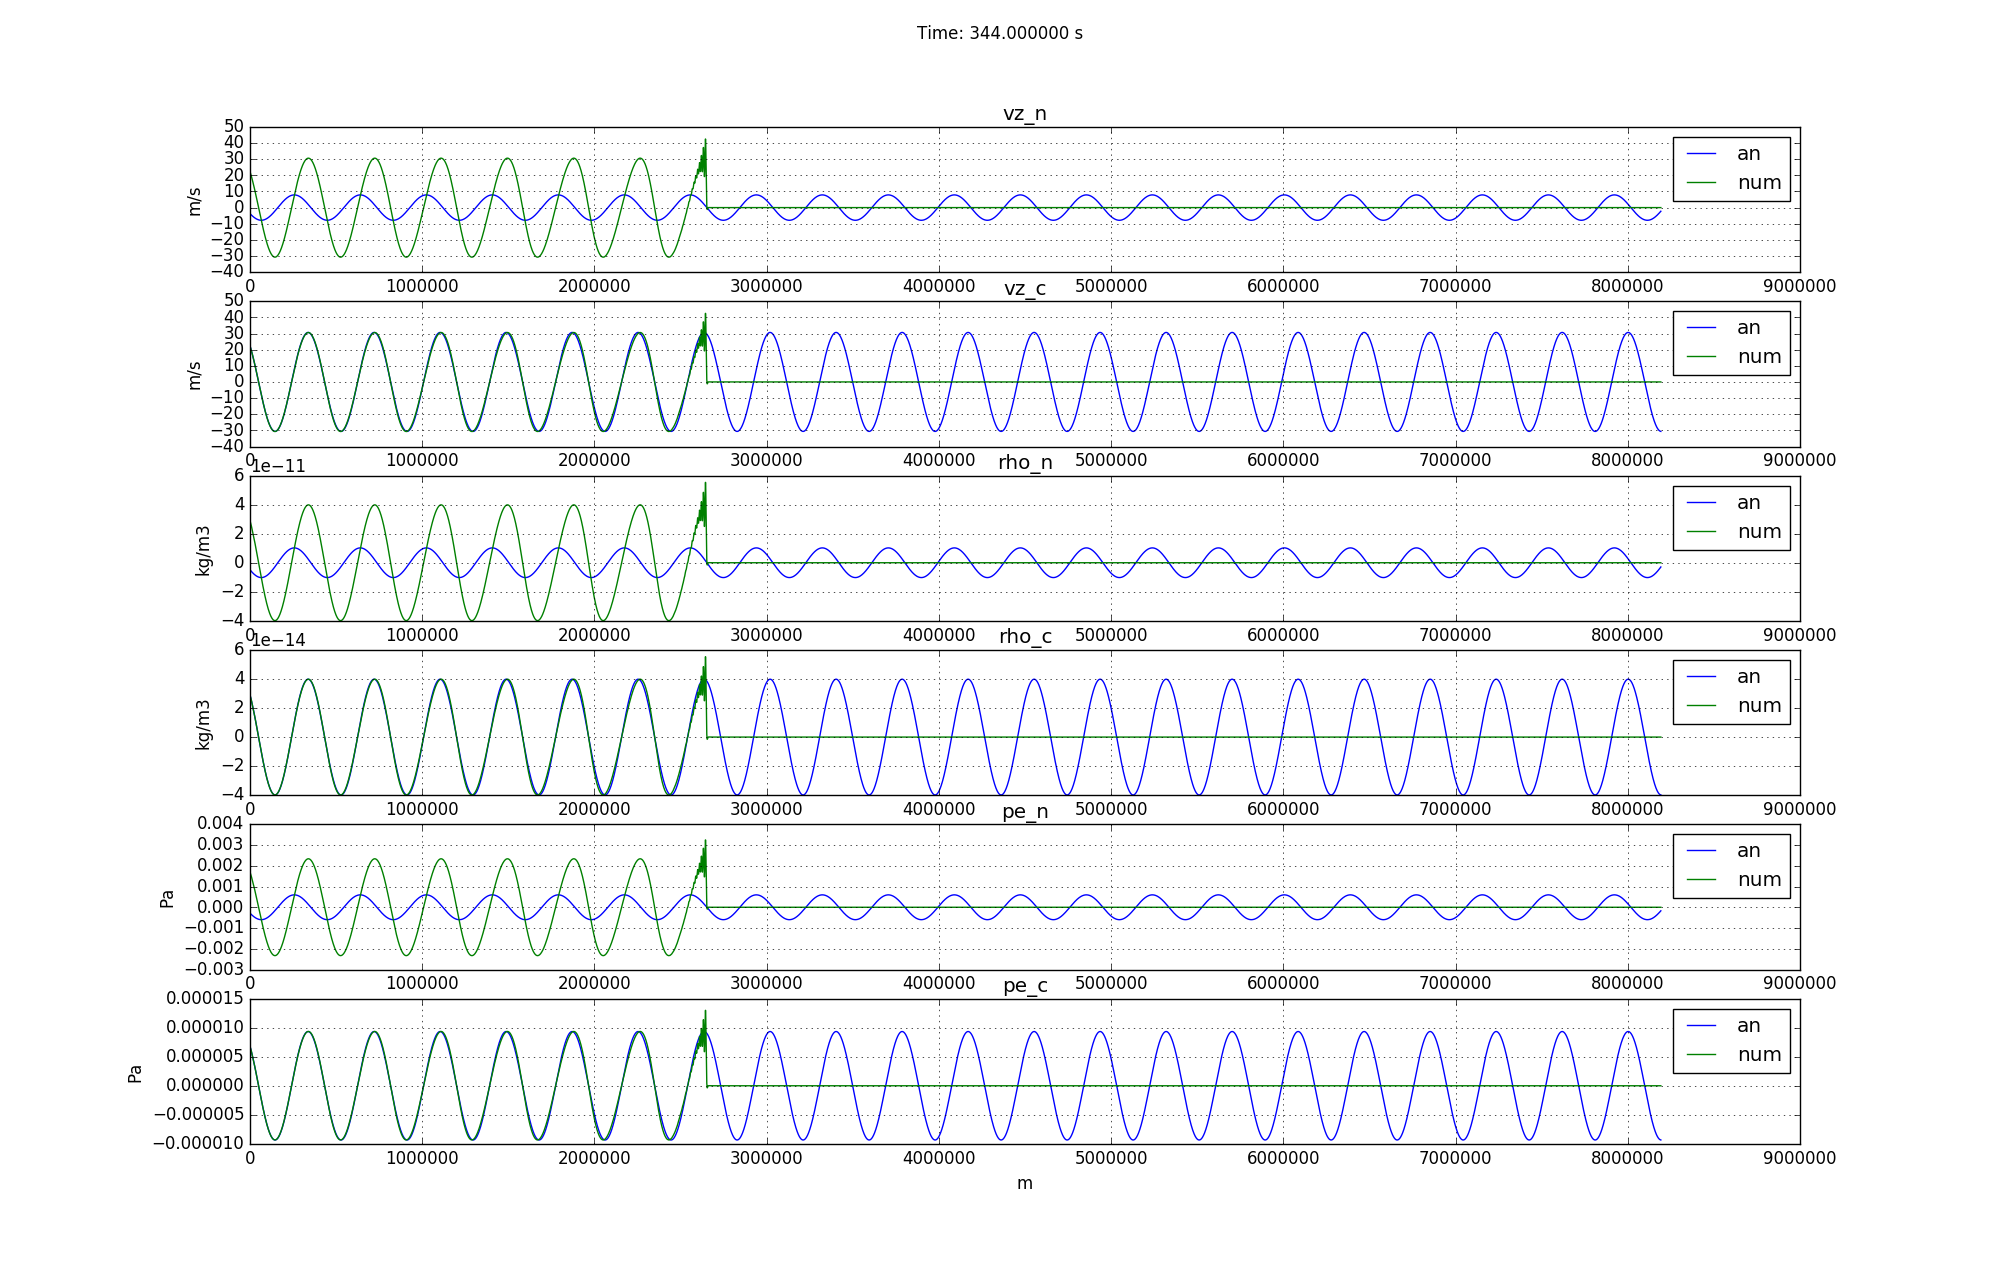 Time: 344.000000 s
vz_n
50
40
30
20
10
0
−10
−20
−30
−40
m/s
an
num
0 1000000 2000000 3000000 4000000 5000000 6000000 7000000 8000000 9000000
vz_c
50
40
30
20
10
0
−10
−20
−30
−40
m/s
an
num
0 1000000 2000000 3000000 4000000 5000000 6000000 7000000 8000000 9000000
1e−11
rho_n
6
4
2
0
−2
−4
kg/m3
an
num
0 1000000 2000000 3000000 4000000 5000000 6000000 7000000 8000000 9000000
1e−14
rho_c
6
4
2
0
−2
−4
kg/m3
an
num
0 1000000 2000000 3000000 4000000 5000000 6000000 7000000 8000000 9000000
pe_n
0.004
0.003
0.002
0.001
0.000
−0.001
−0.002
−0.003
Pa
an
num
0 1000000 2000000 3000000 4000000 5000000 6000000 7000000 8000000 9000000
pe_c
0.000015
0.000010
0.000005
0.000000
−0.000005
−0.000010
Pa
an
num
0 1000000 2000000 3000000 4000000 5000000 6000000 7000000 8000000 9000000
m